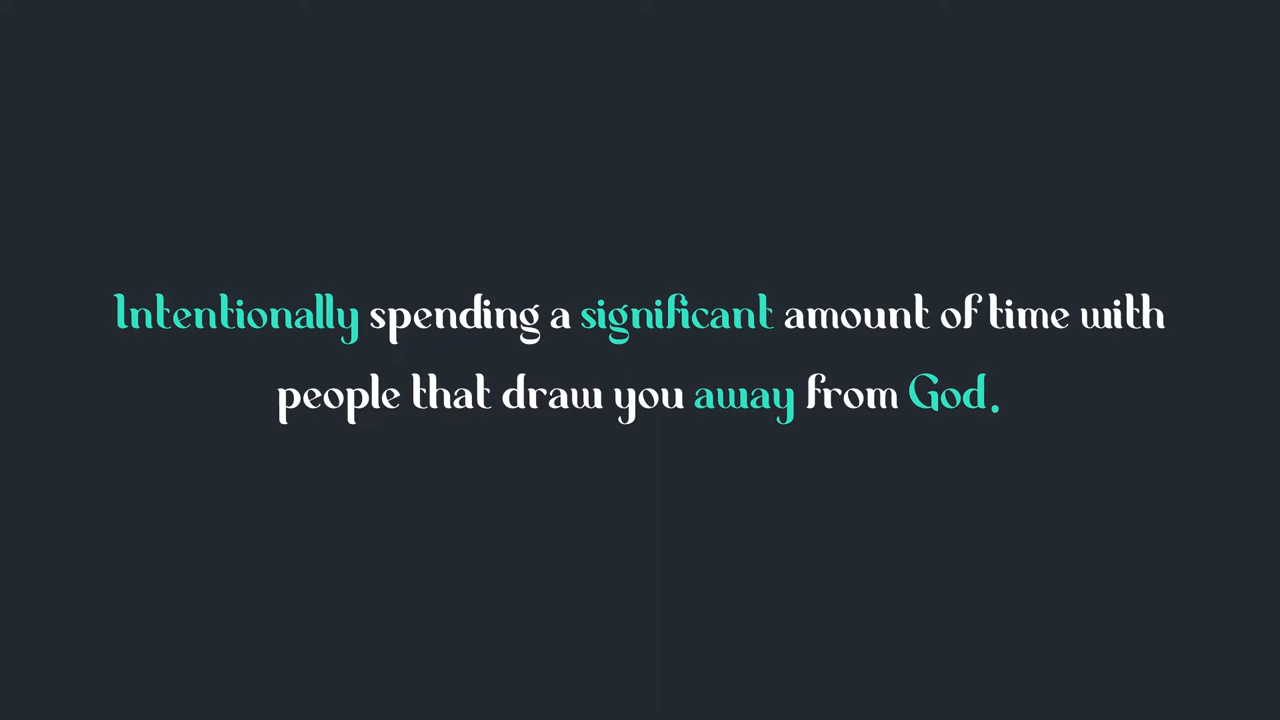 Intentionally spending a significant amount of time with
people that draw you away from God.